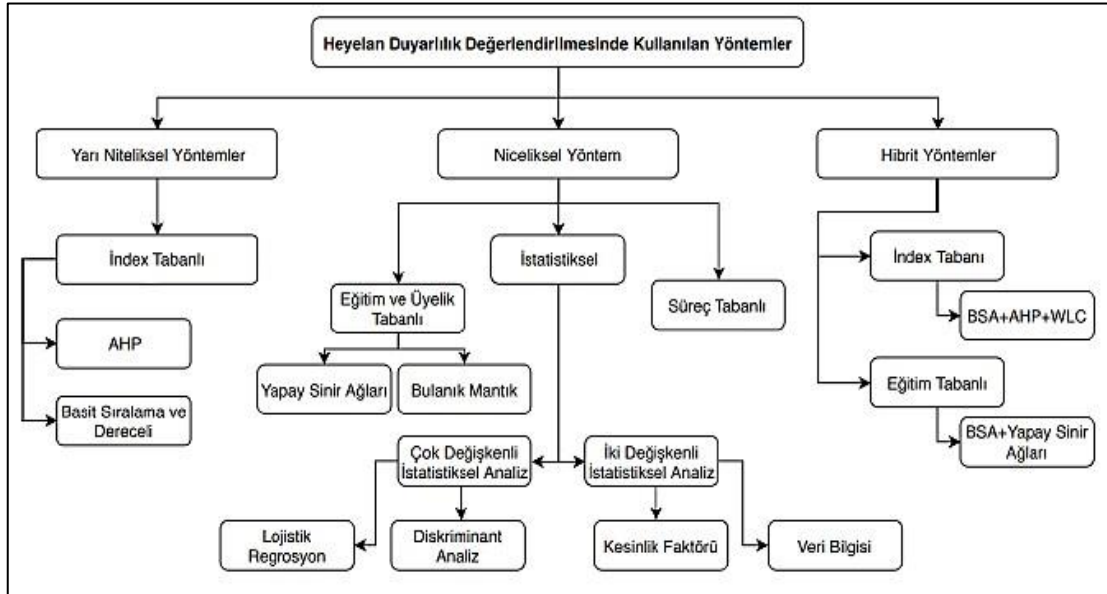 Heyelan Duyarlılık Değerlendirilmesinde Kullanılan Yöntemler
Yarı Niteliksel Yöntemler
Niceliksel Yöntem
Hibrit Yöntemler
İndex Tabanlı
İstatistiksel
İndex Tabanı
Eğitim ve Üyelik
Tabanlı
Süreç Tabanlı
BSA+AHP+WLC
AHP
Yapay Sinir Ağları
Bulanık Mantık
Eğitim Tabanlı
Basit Sıralama ve
Dereceli
BSA+Yapay Sinir
Ağları
Çok Değişkenli
İstatistiksel Analiz
İki Değişkenli
İstatistiksel Analiz
Lojistik
Regrosyon
Diskriminant
Analiz
Kesinlik Faktörü
Veri Bilgisi